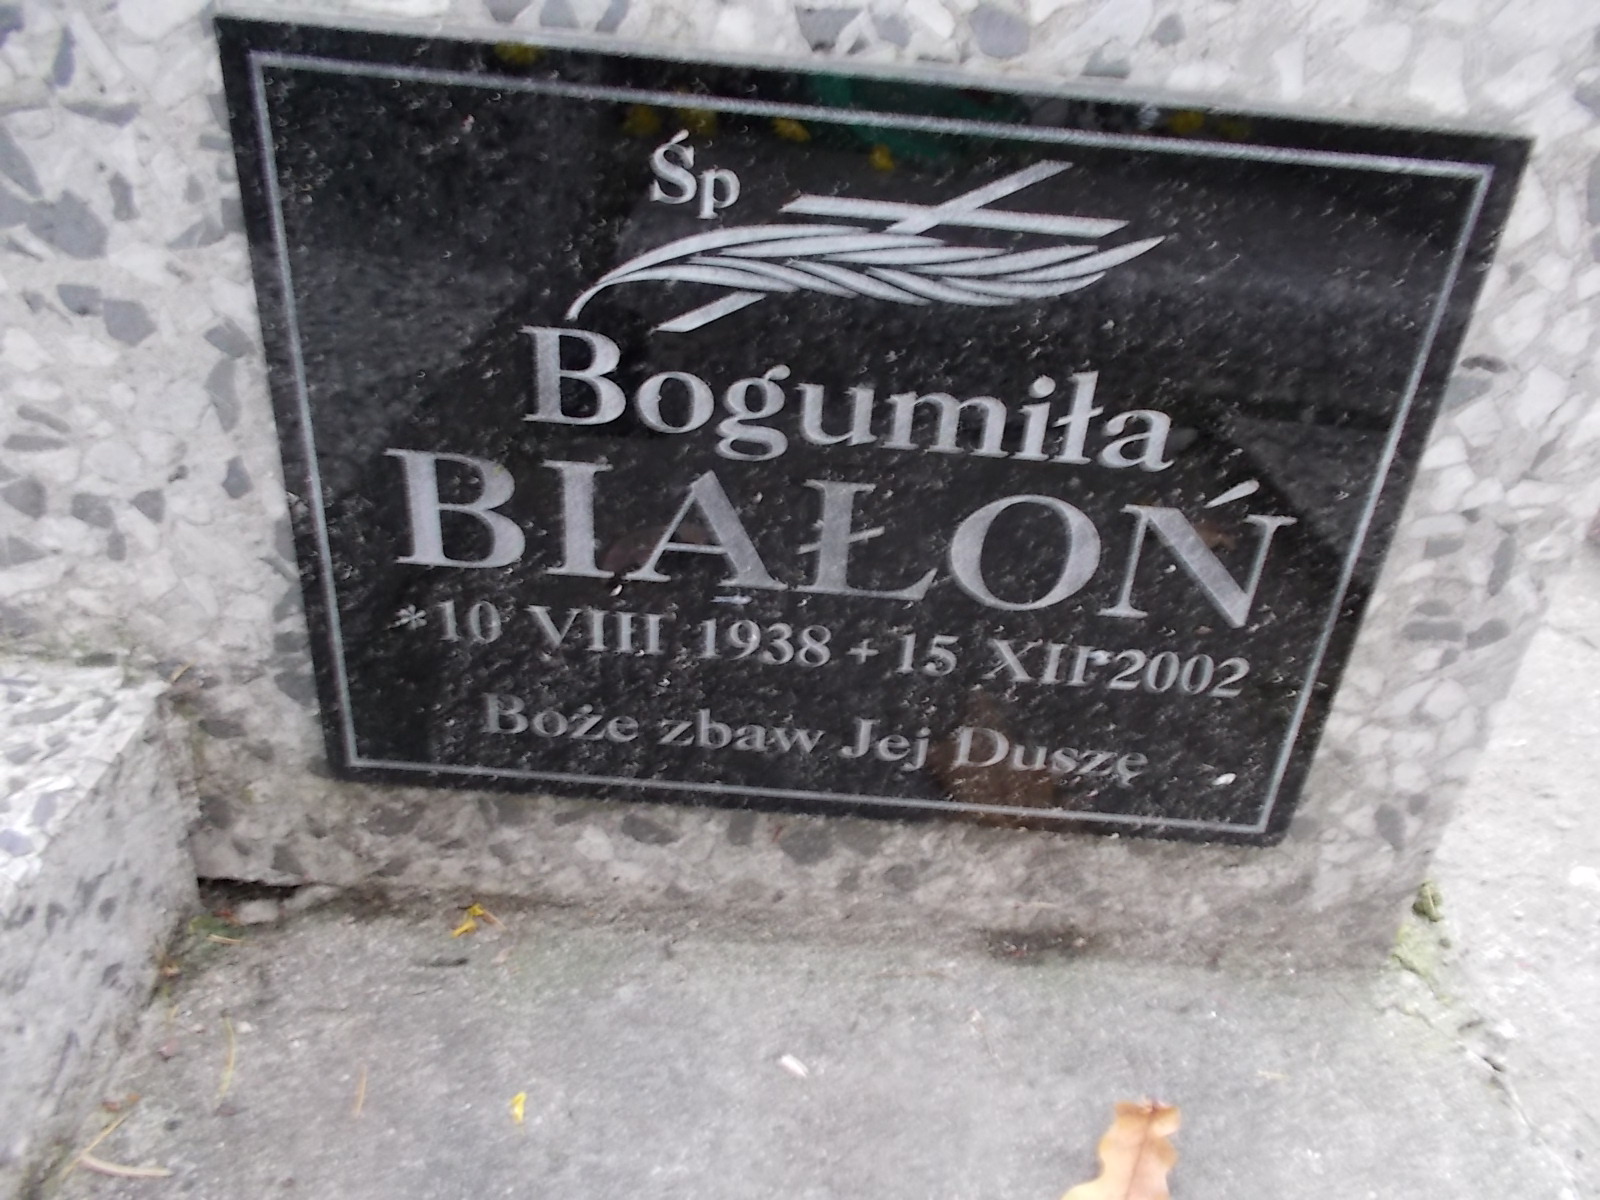 Śp
Bogumiła
BIAŁOŃ
*10 VIII 1938 + 15 XII 2002
Boże zbaw Jej Duszę